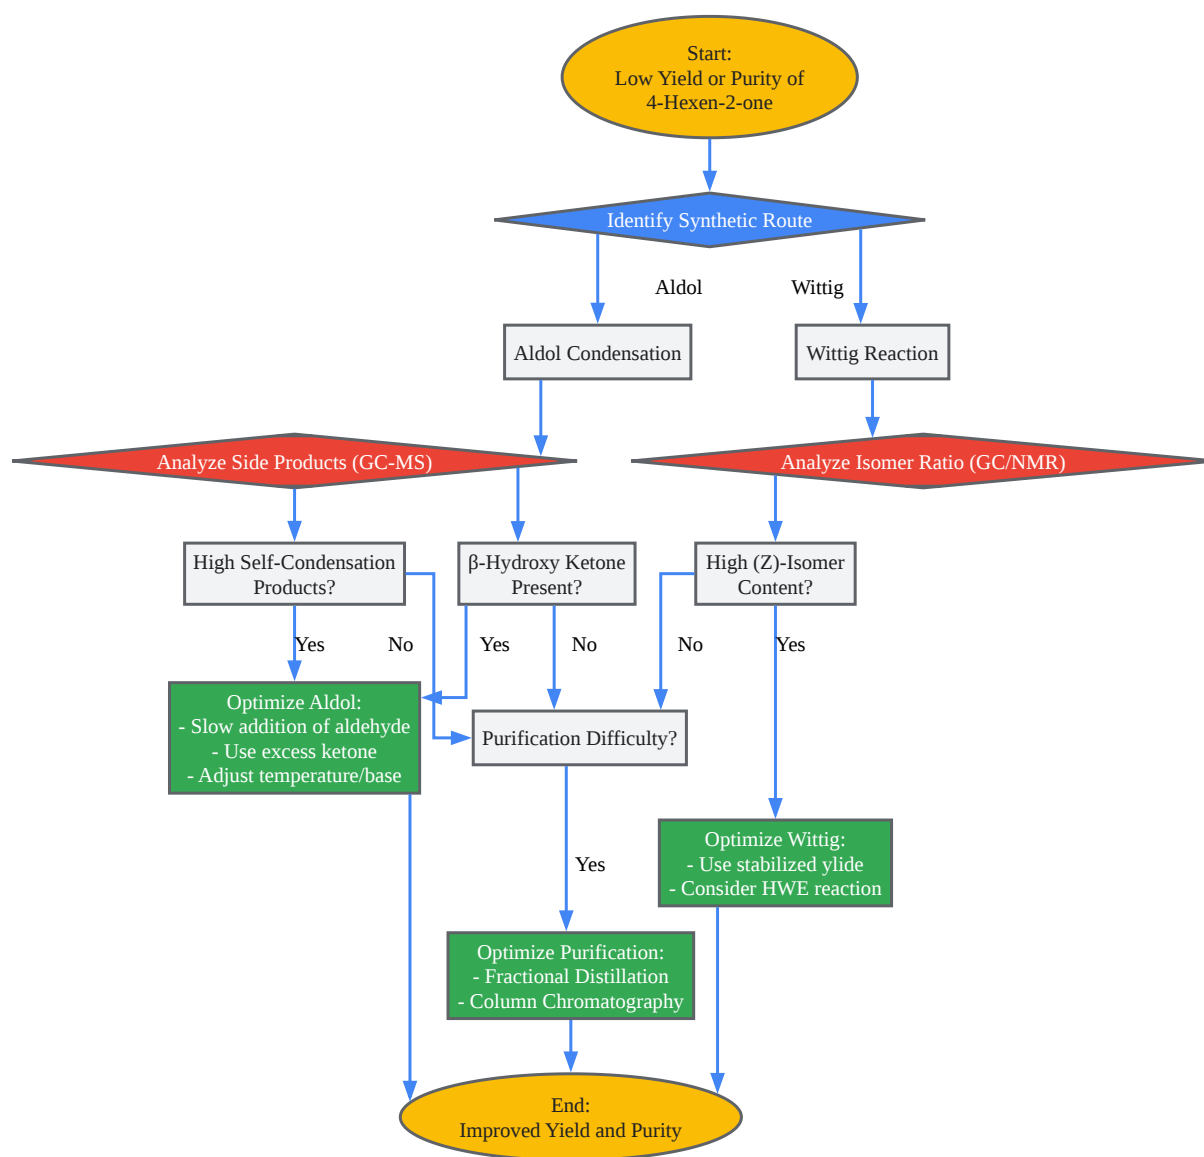 Start:
Low Yield or Purity of
4-Hexen-2-one
Identify Synthetic Route
Aldol
Wittig
Aldol Condensation
Wittig Reaction
Analyze Side Products (GC-MS)
Analyze Isomer Ratio (GC/NMR)
High Self-Condensation
Products?
β-Hydroxy Ketone
Present?
High (Z)-Isomer
Content?
Yes
No
Yes
No
No
Yes
Optimize Aldol:
- Slow addition of aldehyde
- Use excess ketone
- Adjust temperature/base
Purification Difficulty?
Optimize Wittig:
- Use stabilized ylide
- Consider HWE reaction
Yes
Optimize Purification:
- Fractional Distillation
- Column Chromatography
End:
Improved Yield and Purity